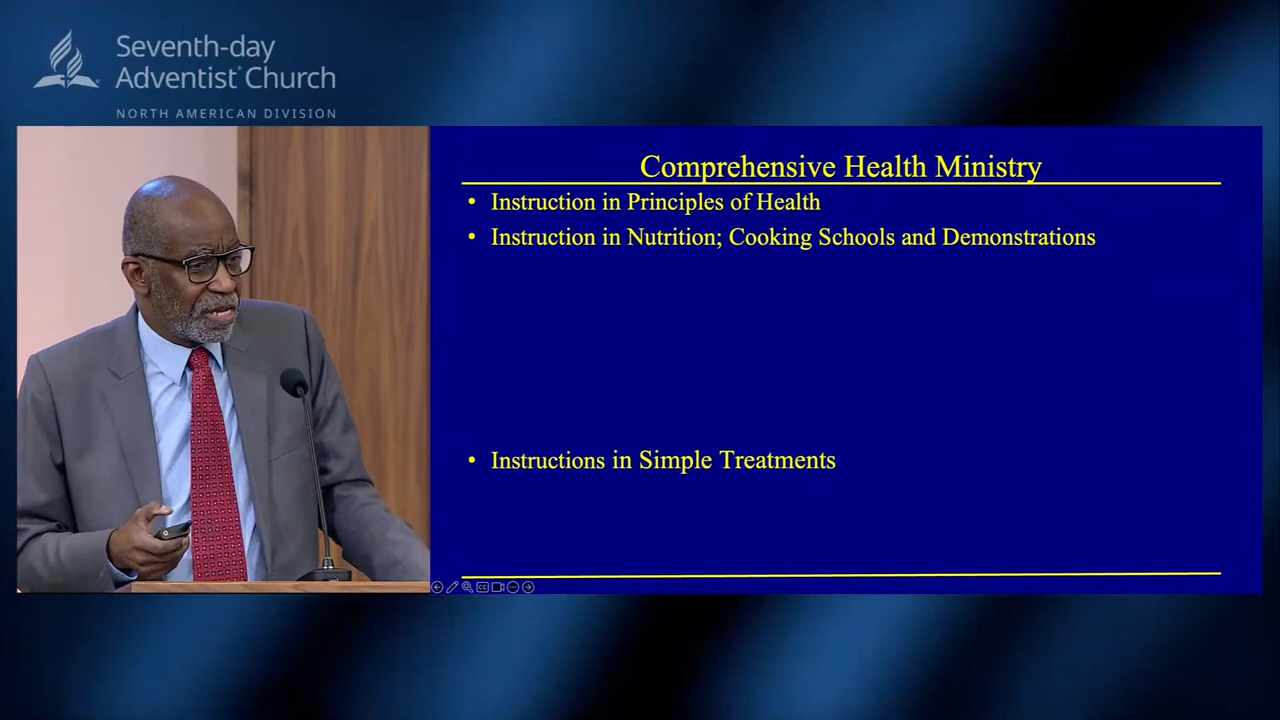 Seventh-day
Adventist® Church
NORTH AMERICAN DIVISION
Comprehensive Health Ministry
• Instruction in Principles of Health
• Instruction in Nutrition; Cooking Schools and Demonstrations
• Instructions in Simple Treatments
CC